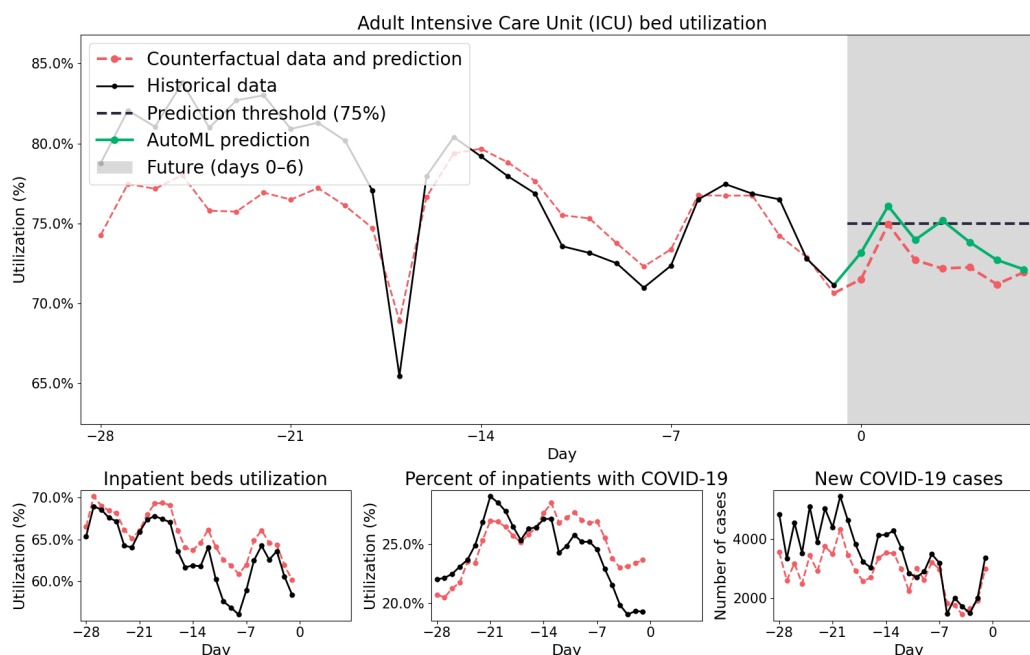 Adult Intensive Care Unit (ICU) bed utilization
85.0%
80.0%
75.0%
70.0%
65.0%
Utilization (%)
Counterfactual data and prediction
Historical data
Prediction threshold (75%)
AutoML prediction
Future (days 0–6)
−28
−21
−14
−7
0
Day
Inpatient beds utilization
70.0%
65.0%
60.0%
Utilization (%)
−28
−21
−14
−7
0
Day
Percent of inpatients with COVID-19
25.0%
20.0%
Utilization (%)
−28
−21
−14
−7
0
Day
New COVID-19 cases
4000
2000
Number of cases
−28
−21
−14
−7
0
Day